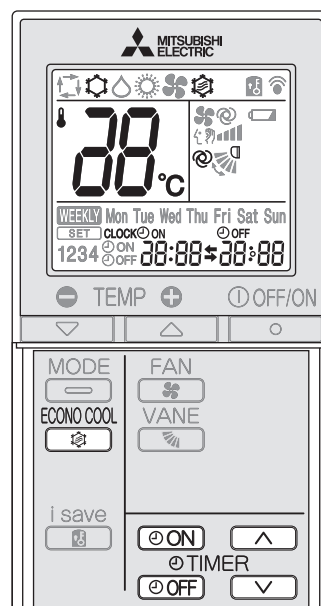 MITSUBISHI
ELECTRIC
88°C
WEEKLY Mon Tue Wed Thu Fri Sat Sun
SET CLOCK ON OFF
1234 ON OFF 88:88 88:88
TEMP OFF/ON
MODE FAN
ECONO COOL VANE
i save
ON
TIMER
OFF